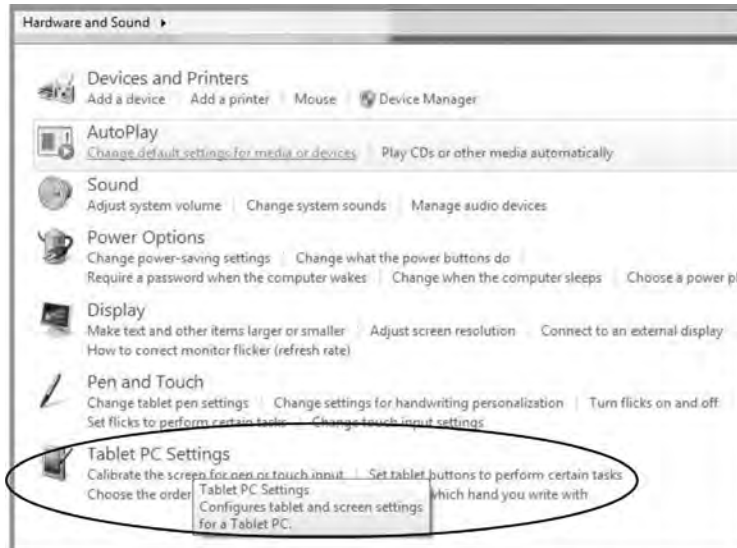 Hardware and Sound
Devices and Printers
Add a device Add a printer Mouse Device Manager
AutoPlay
Change default settings for media or devices Play CDs or other media automatically
Sound
Adjust system volume Change system sounds Manage audio devices
Power Options
Change power-saving settings Change what the power buttons do
Require a password when the computer wakes Change when the computer sleeps Choose a power
Display
Make text and other items larger or smaller Adjust screen resolution Connect to an external display
How to correct monitor flicker (refresh rate)
Pen and Touch
Change tablet pen settings Change settings for handwriting personalization Turn flicks on and off
Set flicks to perform certain tasks Change touch input settings
Tablet PC Settings
Calibrate the screen for pen or touch input Set tablet buttons to perform certain tasks
Choose the order which hand you write with
Tablet PC Settings
Configures tablet and screen settings
for a Tablet PC.